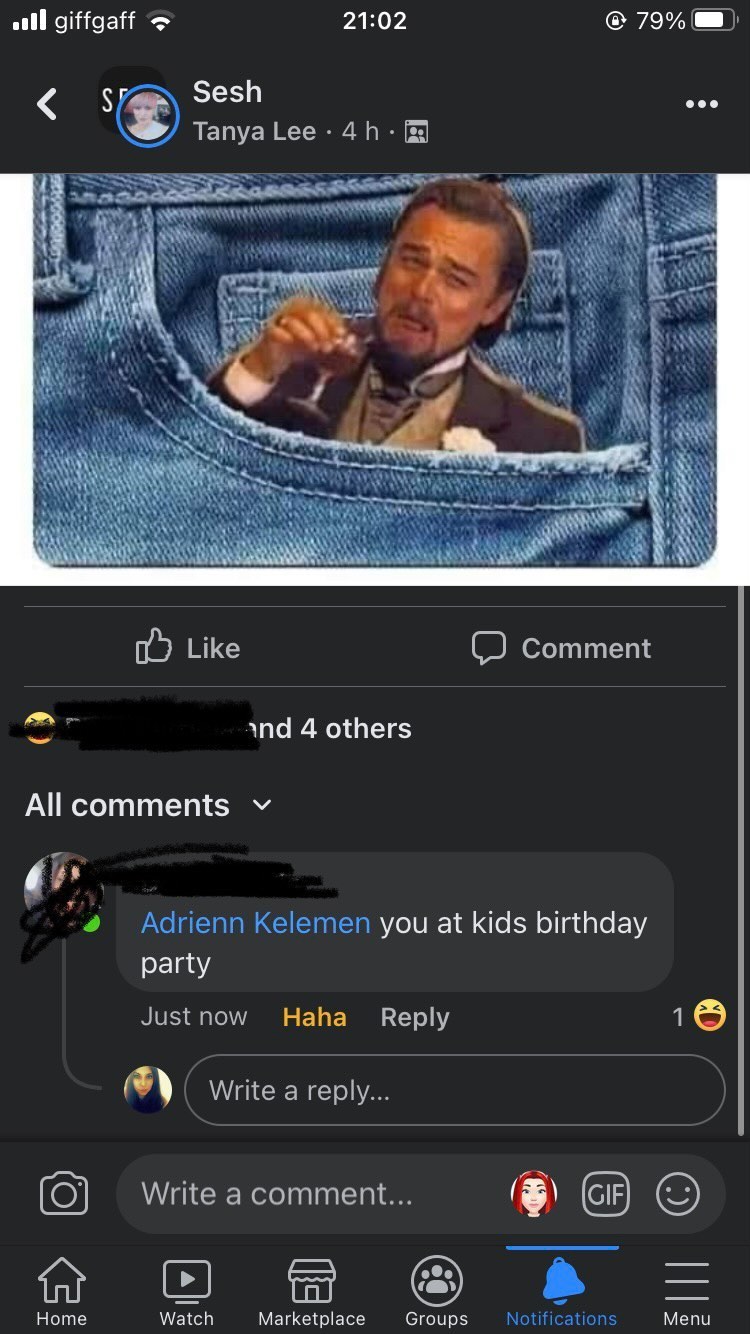 giffgaff
21:02
79%
Sesh
Tanya Lee · 4 h ·
Like
Comment
and 4 others
All comments
Adrienn Kelemen you at kids birthday
party
Just now Haha Reply
1
Write a reply...
Write a comment...
GIF
Home
Watch
Marketplace
Groups
Notifications
Menu